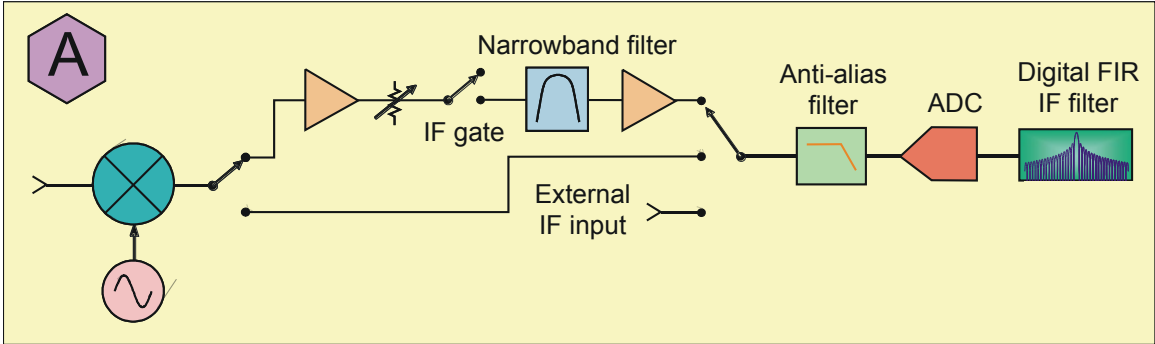 A
Narrowband filter
IF gate
External
IF input
Anti-alias
filter
ADC
Digital FIR
IF filter